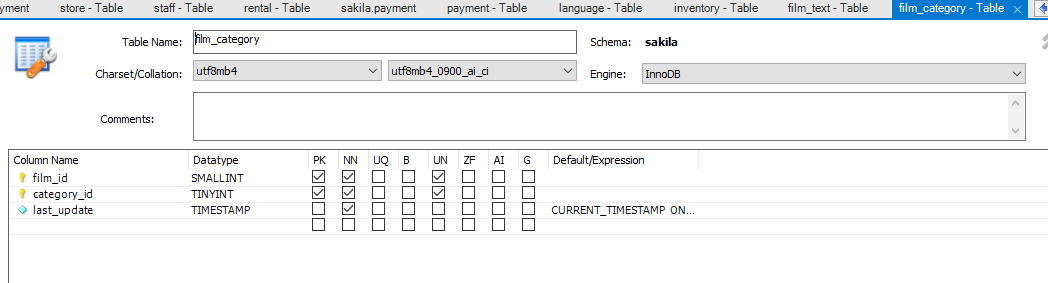 yment store - Table staff - Table rental - Table sakila.payment payment - Table language - Table inventory - Table film_text - Table film_category - Table
Table Name: film_category Schema: sakila
Charset/Collation: utf8mb4 utf8mb4_0900_ai_ci Engine: InnoDB
Comments:
Column Name Datatype PK NN UQ B UN ZF AI G Default/Expression
film_id SMALLINT
category_id TINYINT
last_update TIMESTAMP CURRENT_TIMESTAMP ON...